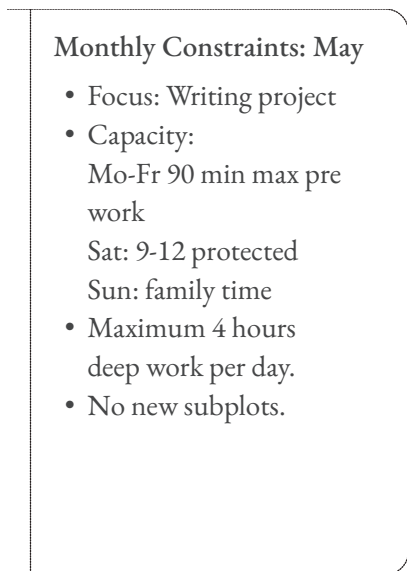 Monthly Constraints: May
• Focus: Writing project
• Capacity:
Mo-Fr 90 min max pre
work
Sat: 9-12 protected
Sun: family time
• Maximum 4 hours
deep work per day.
• No new subplots.